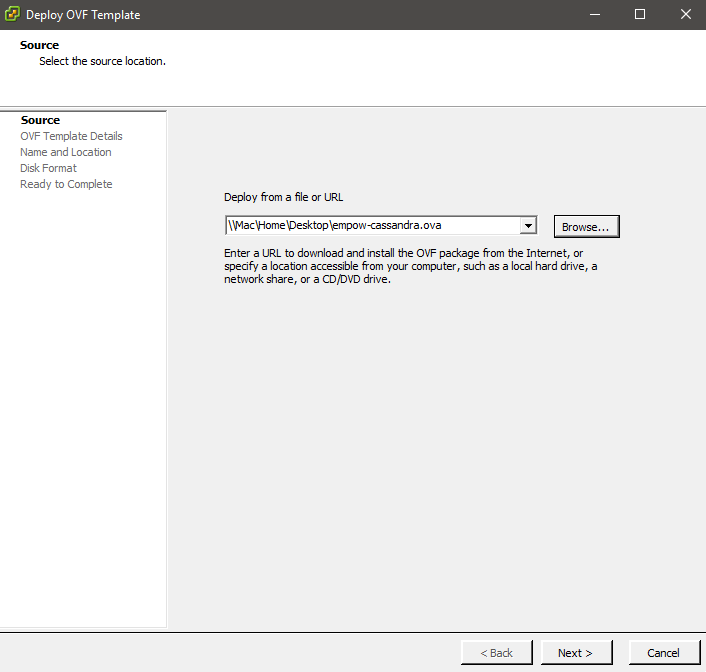 Deploy OVF Template
Source
Select the source location.
Source
OVF Template Details
Name and Location
Disk Format
Ready to Complete
Deploy from a file or URL
\\Mac\Home\Desktop\empow-cassandra.ova
Browse...
Enter a URL to download and install the OVF package from the Internet, or
specify a location accessible from your computer, such as a local hard drive, a
network share, or a CD/DVD drive.
< Back
Next >
Cancel